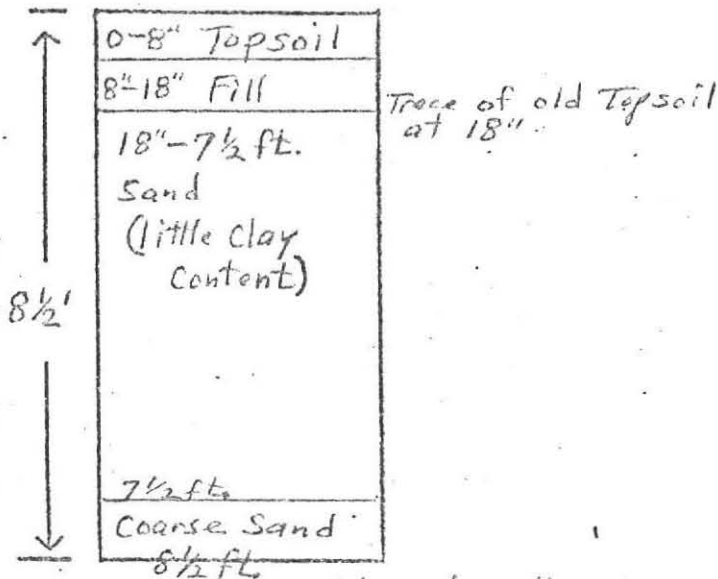 0-8" Topsoil
8"-18" Fill
Trace of old Topsoil
at 18"
18"-7½ ft.
Sand
(little Clay
Content)
8½'
7½ ft.
Coarse Sand
8½ ft.